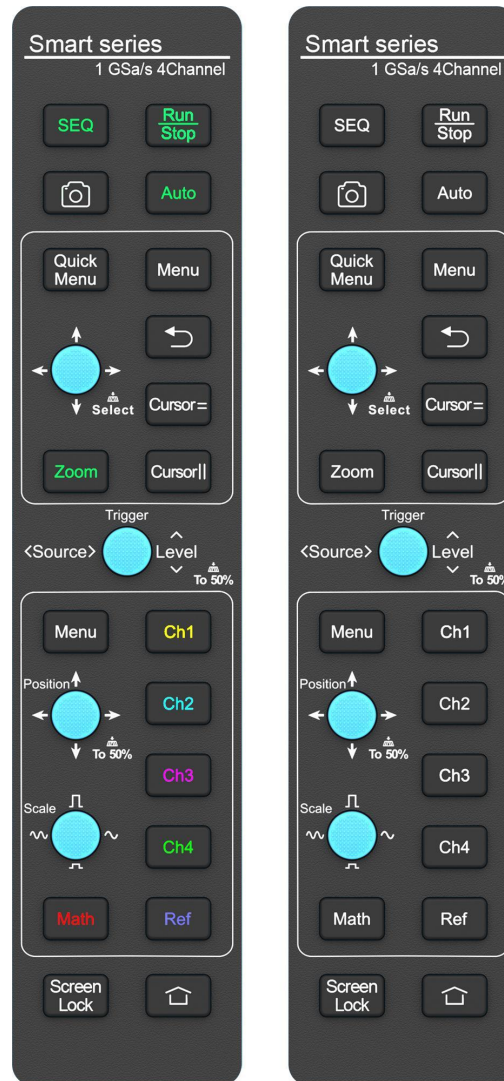 Smart series
1 GSa/s 4Channel
SEQ
Run
Stop
Auto
Quick
Menu
Menu
Select
Cursor=
Zoom
Cursor||
Trigger
<Source>
Level
To 50%
Menu
Ch1
Position
Ch2
To 50%
Ch3
Scale
Ch4
Math
Ref
Screen
Lock
Smart series
1 GSa/s 4Channel
SEQ
Run
Stop
Auto
Quick
Menu
Menu
Select
Cursor=
Zoom
Cursor||
Trigger
<Source>
Level
To 50%
Menu
Ch1
Position
Ch2
To 50%
Ch3
Scale
Ch4
Math
Ref
Screen
Lock